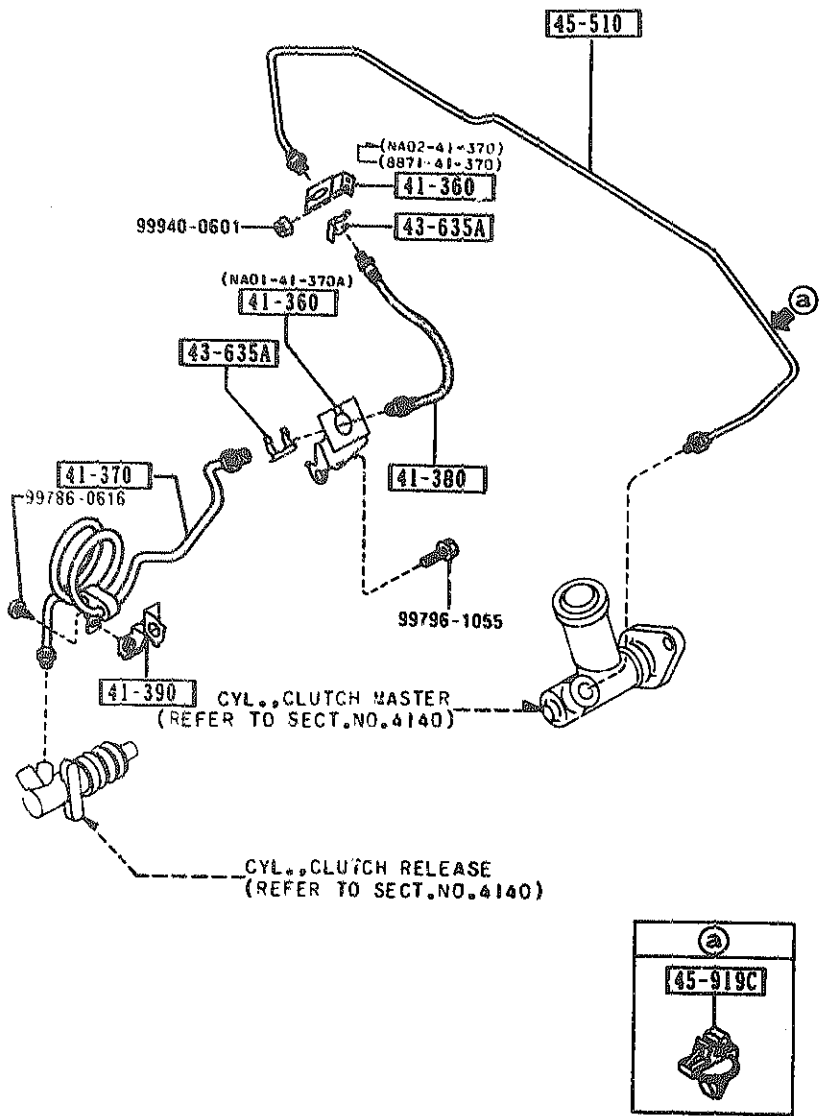 45-510
(NA02-41-370)
(8871-41-370)
41-360
99940-0601
43-635A
(NA01-41-370A)
41-360
43-635A
41-370
99786-0616
41-380
99796-1055
41-390
CYL., CLUTCH MASTER
(REFER TO SECT.NO.4140)
CYL., CLUTCH RELEASE
(REFER TO SECT.NO.4140)
a
a
45-919C